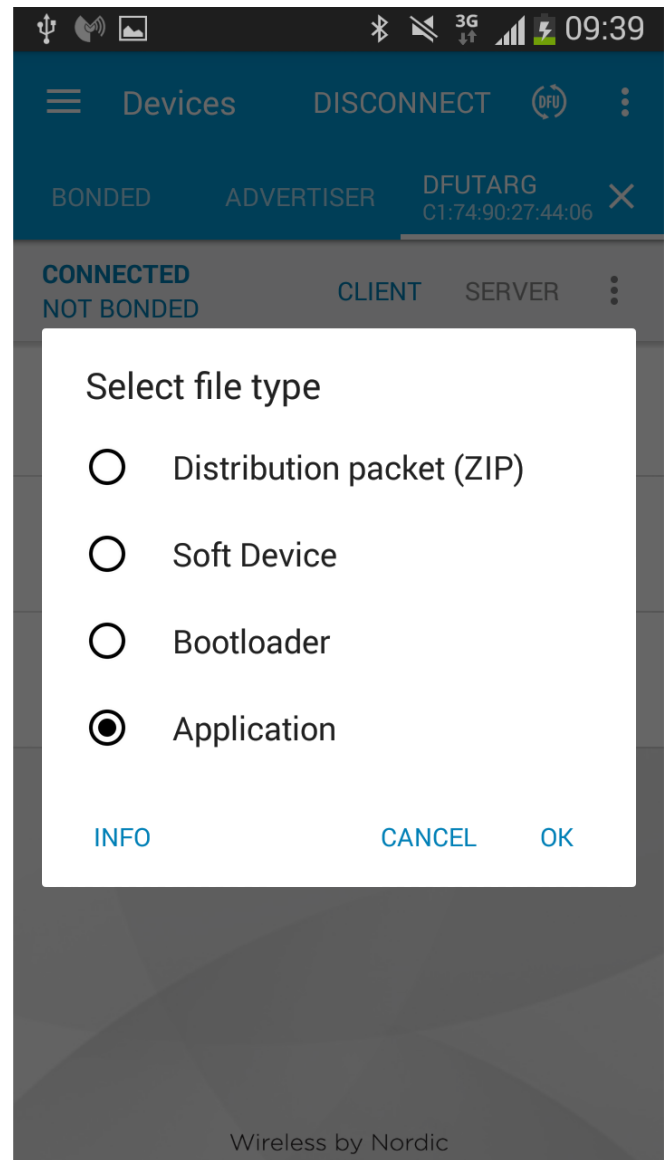 3G 09:39
Devices DISCONNECT DFU
BONDED ADVERTISER DFUTARG
C1:74:90:27:44:06
CONNECTED
NOT BONDED CLIENT SERVER
Select file type
Distribution packet (ZIP)
Soft Device
Bootloader
Application
INFO CANCEL OK
Wireless by Nordic